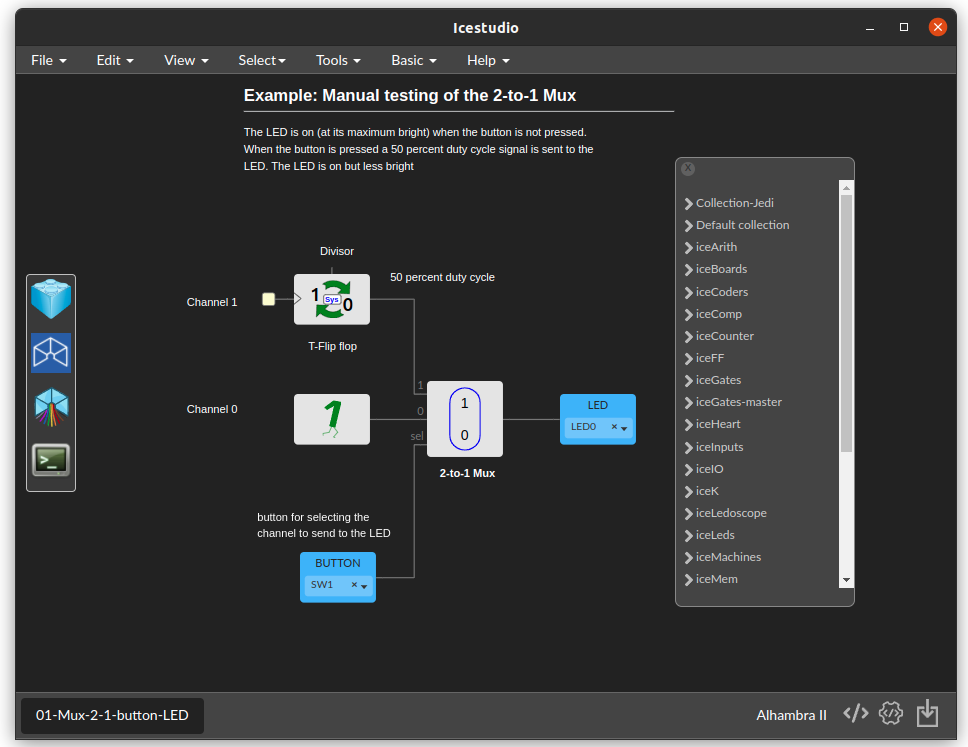 Icestudio
File Edit View Select Tools Basic Help
Example: Manual testing of the 2-to-1 Mux
The LED is on (at its maximum bright) when the button is not pressed.
When the button is pressed a 50 percent duty cycle signal is sent to the
LED. The LED is on but less bright
Divisor
50 percent duty cycle
Channel 1
1 Sys 0
T-Flip flop
Channel 0
1
1
0
sel
1
0
2-to-1 Mux
LED
LED0
button for selecting the
channel to send to the LED
BUTTON
SW1
Collection-Jedi
Default collection
iceArith
iceBoards
iceCoders
iceComp
iceCounter
iceFF
iceGates
iceGates-master
iceHeart
iceInputs
iceIO
iceK
iceLedoscope
iceLeds
iceMachines
iceMem
01-Mux-2-1-button-LED
Alhambra II